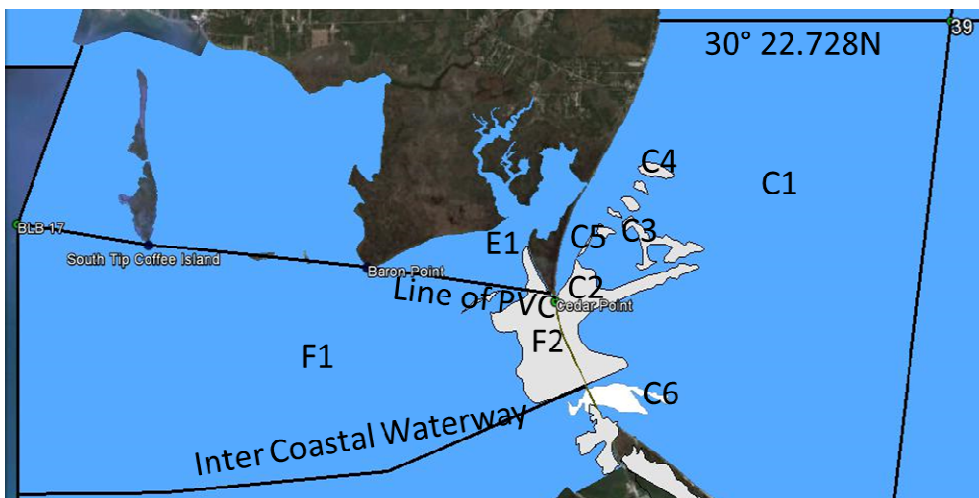 39
30° 22.728N
C4
C1
BLB-17
C3
C5
E1
South Tip Coffee Island
Baron Point
C2
Line of PVC
Cedar Point
F2
F1
C6
Inter Coastal Waterway